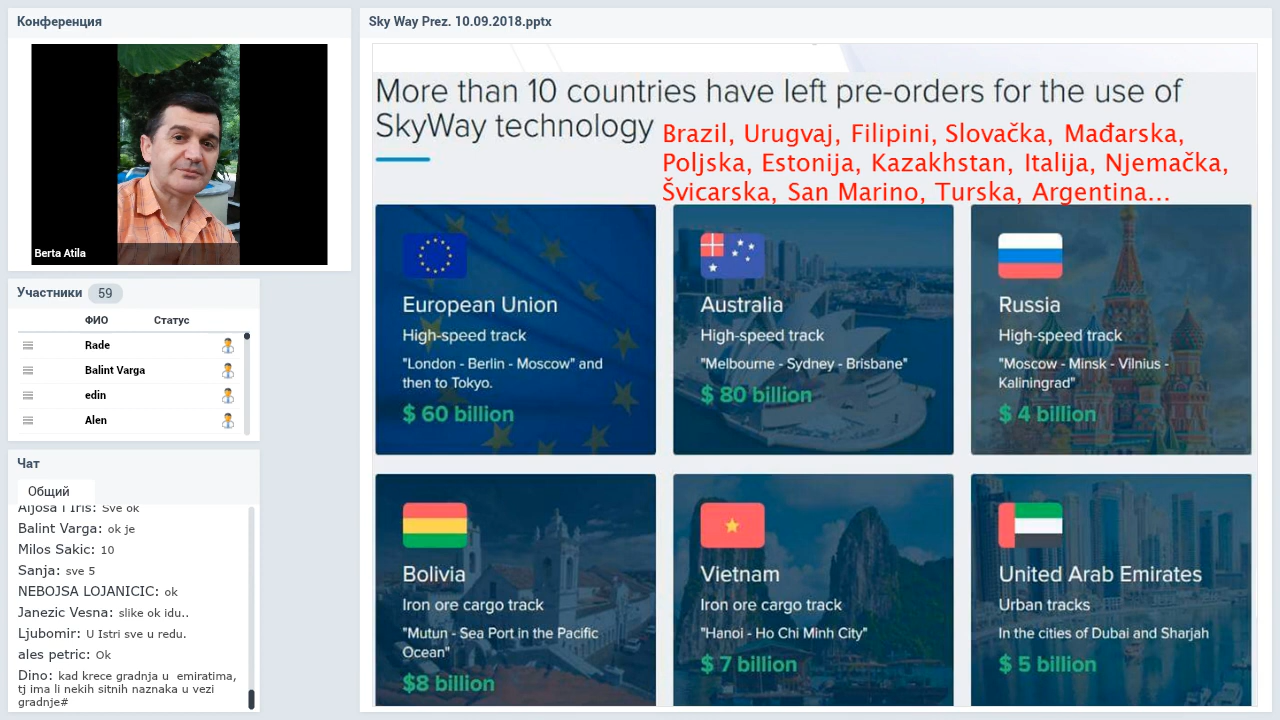 Конференция
Berta Atila
Участники 59
ФИО Статус
Rade
Balint Varga
edin
Alen
Чат
Общий
Aljosa i Iris: Sve ok
Balint Varga: ok je
Milos Sakic: 10
Sanja: sve 5
NEBOJSA LOJANICIC: ok
Janezic Vesna: slike ok idu..
Ljubomir: U Istri sve u redu.
ales petric: Ok
Dino: kad krece gradnja u emiratima,
tj ima li nekih sitnih naznaka u vezi
gradnje#
Sky Way Prez. 10.09.2018.pptx
More than 10 countries have left pre-orders for the use of
SkyWay technology
Brazil, Urugvaj, Filipini, Slovačka, Mađarska,
Poljska, Estonija, Kazakhstan, Italija, Njemačka,
Švicarska, San Marino, Turska, Argentina...
European Union
High-speed track
"London - Berlin - Moscow" and
then to Tokyo.
$ 60 billion
Australia
High-speed track
"Melbourne - Sydney - Brisbane"
$ 80 billion
Russia
High-speed track
"Moscow - Minsk - Vilnius -
Kaliningrad"
$ 4 billion
Bolivia
Iron ore cargo track
"Mutun - Sea Port in the Pacific
Ocean"
$8 billion
Vietnam
Iron ore cargo track
"Hanoi - Ho Chi Minh City"
$ 7 billion
United Arab Emirates
Urban tracks
In the cities of Dubai and Sharjah
$ 5 billion